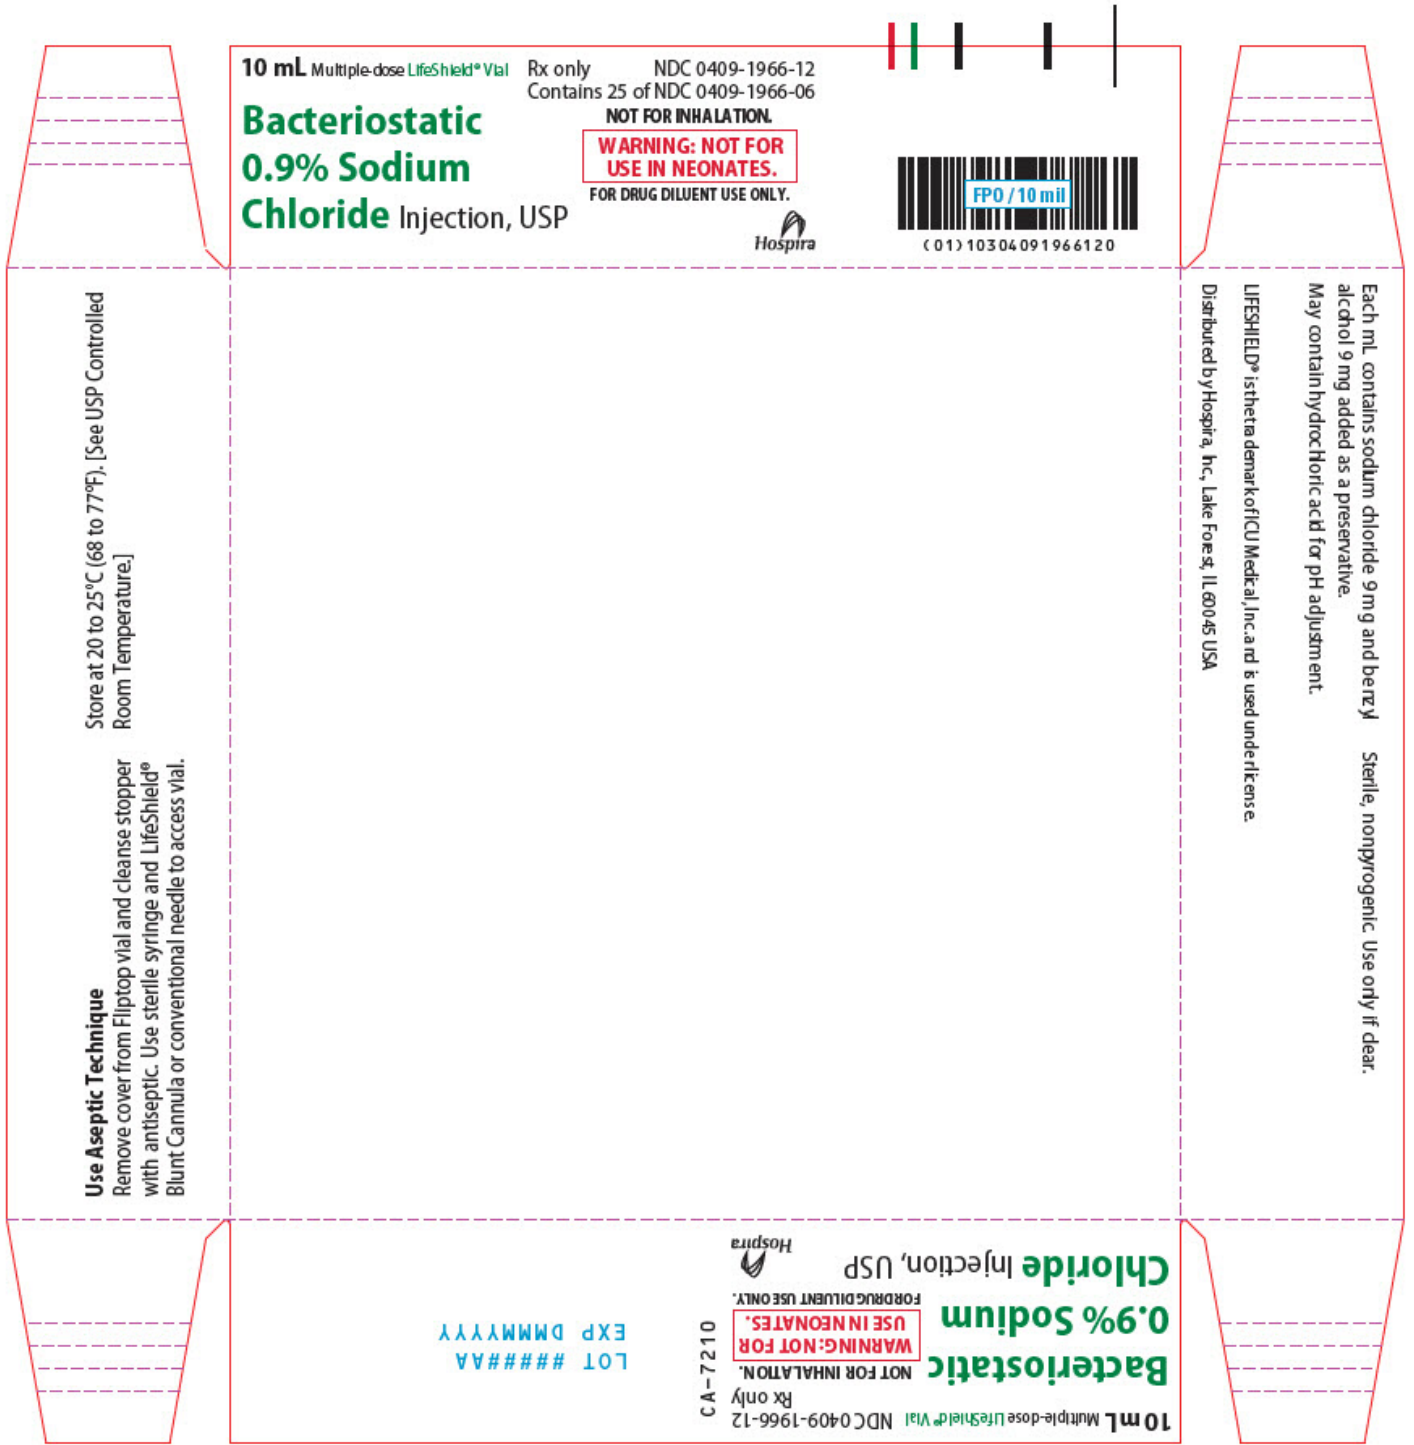 10 mL Multiple-dose LifeShield® Vial
Rx only NDC 0409-1966-12
Contains 25 of NDC 0409-1966-06
Bacteriostatic
0.9% Sodium
Chloride Injection, USP
NOT FOR INHALATION.
WARNING: NOT FOR
USE IN NEONATES.
FOR DRUG DILUENT USE ONLY.
Hospira
FPO / 10 mil
(01)10304091966120
Each mL contains sodium chloride 9 mg and benzyl
alcohol 9 mg added as a preservative.
May contain hydrochloric acid for pH adjustment.
Sterile, nonpyrogenic. Use only if clear.
LIFESHIELD® is the trademark of ICU Medical, Inc. and is used under license.
Distributed by Hospira, Inc., Lake Forest, IL 60045 USA
Use Aseptic Technique
Remove cover from Fliptop vial and cleanse stopper
with antiseptic. Use sterile syringe and LifeShield®
Blunt Cannula or conventional needle to access vial.
Store at 20 to 25°C (68 to 77°F). [See USP Controlled
Room Temperature.]
10 mL Multiple-dose LifeShield® Vial
NDC 0409-1966-12
Rx only
Bacteriostatic
0.9% Sodium
Chloride Injection, USP
NOT FOR INHALATION.
WARNING: NOT FOR
USE IN NEONATES.
FOR DRUG DILUENT USE ONLY.
Hospira
CA-7210
LOT ######AA
EXP DMMMYYYY